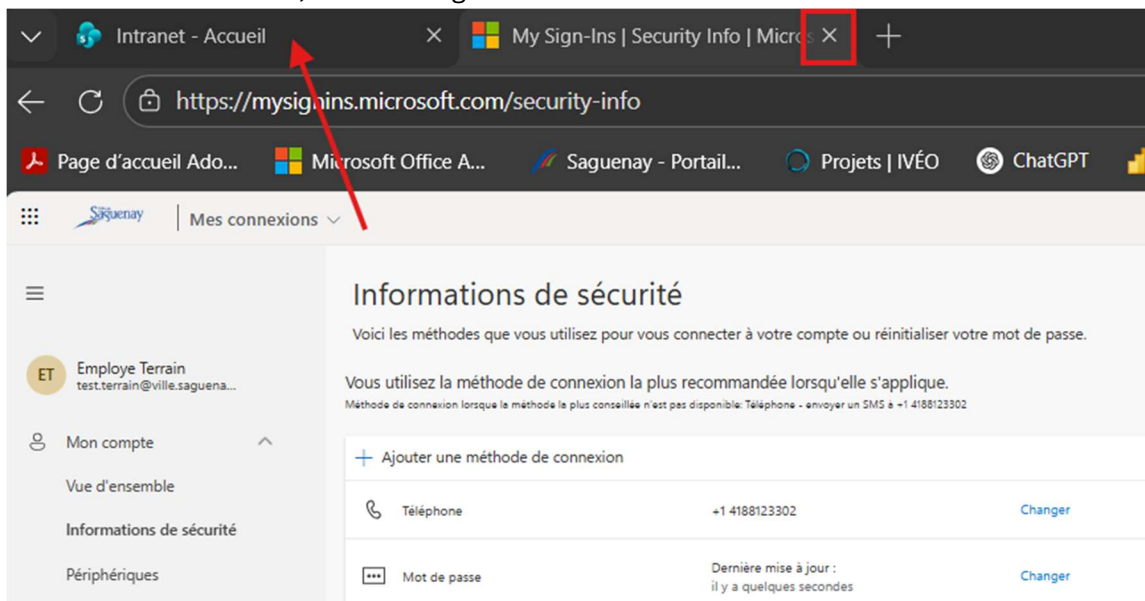 Intranet - Accueil
My Sign-Ins | Security Info | Micros
https://mysignins.microsoft.com/security-info
Page d'accueil Ado...
Microsoft Office A...
Saguenay - Portail...
Projets | IVÉO
ChatGPT
Saguenay
Mes connexions
Informations de sécurité
Voici les méthodes que vous utilisez pour vous connecter à votre compte ou réinitialiser votre mot de passe.
ET
Employe Terrain
test.terrain@ville.saguena...
Vous utilisez la méthode de connexion la plus recommandée lorsqu'elle s'applique.
Méthode de connexion lorsque la méthode la plus conseillée n'est pas disponible: Téléphone - envoyer un SMS à +1 4188123302
Mon compte
Ajouter une méthode de connexion
Vue d'ensemble
Téléphone +1 4188123302 Changer
Informations de sécurité
Périphériques
Mot de passe Dernière mise à jour : Changer
il y a quelques secondes